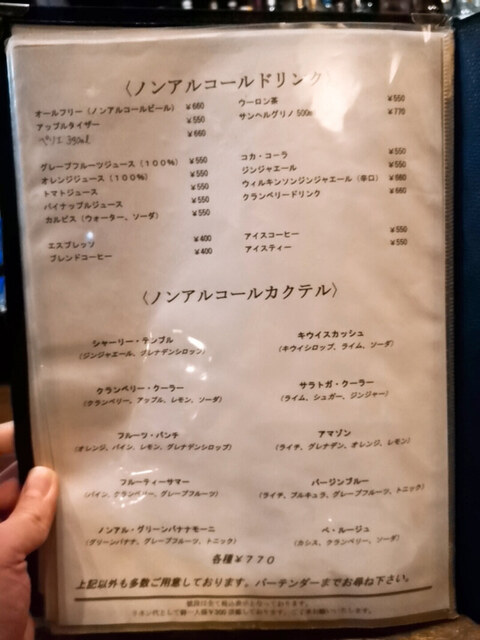 〈ノンアルコールドリンク〉
オールフリー（ノンアルコールビール） ¥660
アップルタイザー ¥550
ペリエ 330ml ¥660
ウーロン茶 ¥550
サンペルグリノ 500m ¥770
グレープフルーツジュース（100%） ¥550
オレンジジュース（100%） ¥550
トマトジュース ¥550
パイナップルジュース ¥550
カルピス（ウォーター、ソーダ） ¥550
コカ・コーラ ¥550
ジンジャエール ¥550
ウィルキンソンジンジャエール（辛口） ¥660
クランベリードリンク ¥660
エスプレッソ ¥400
ブレンドコーヒー ¥400
アイスコーヒー ¥550
アイスティー ¥550
〈ノンアルコールカクテル〉
シャーリー・テンプル
（ジンジャエール、グレナデンシロップ）
キウイスカッシュ
（キウイシロップ、ライム、ソーダ）
クランベリー・クーラー
（クランベリー、アップル、レモン、ソーダ）
サラトガ・クーラー
（ライム、シュガー、ジンジャー）
フルーツ・パンチ
（オレンジ、パイン、レモン、グレナデンシロップ）
アマゾン
（ライチ、グレナデン、オレンジ、レモン）
フルーティーサマー
（パイン、クランベリー、グレープフルーツ）
バージンブルー
（ライチ、ブルキュラ、グレープフルーツ、トニック）
ノンアル・グリーンバナナモーニ
（グリーンバナナ、グレープフルーツ、トニック）
ベ・ルージュ
（カシス、クランベリー、ソーダ）
各種¥770
上記以外も多数ご用意しております。バーテンダーまでお尋ね下さい。